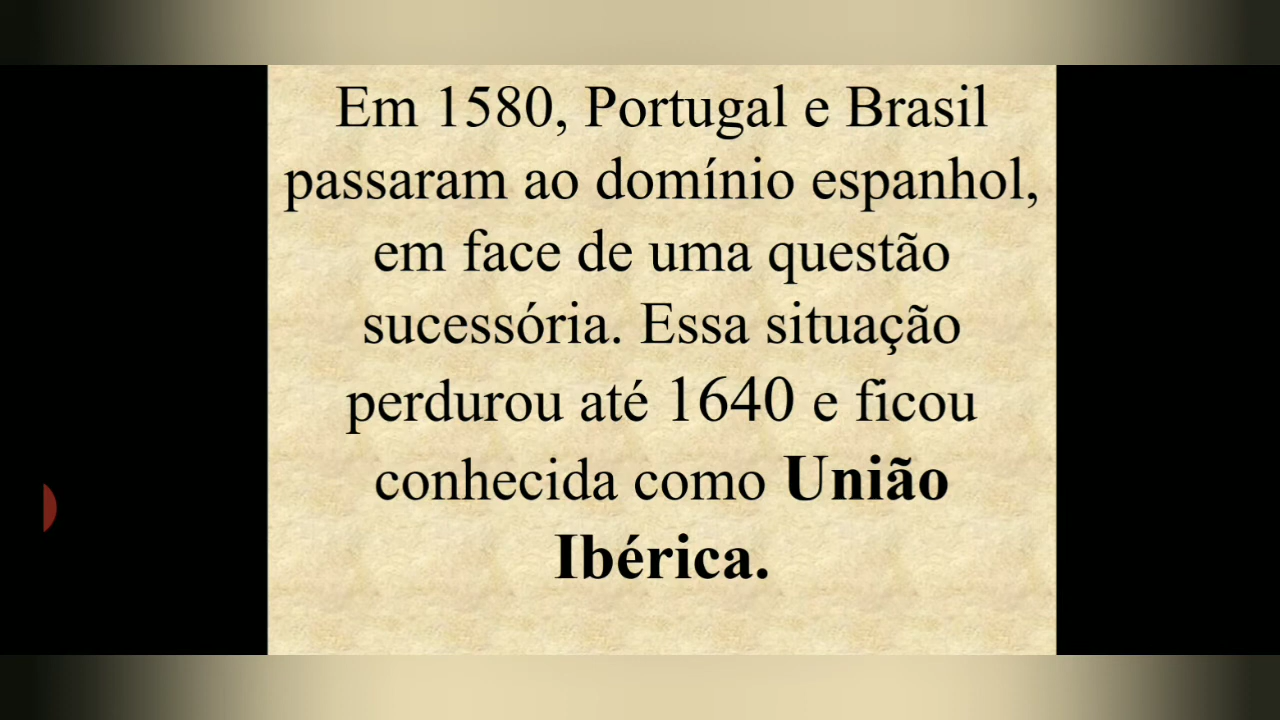 Em 1580, Portugal e Brasil
passaram ao domínio espanhol,
em face de uma questão
sucessória. Essa situação
perdurou até 1640 e ficou
conhecida como União
Ibérica.